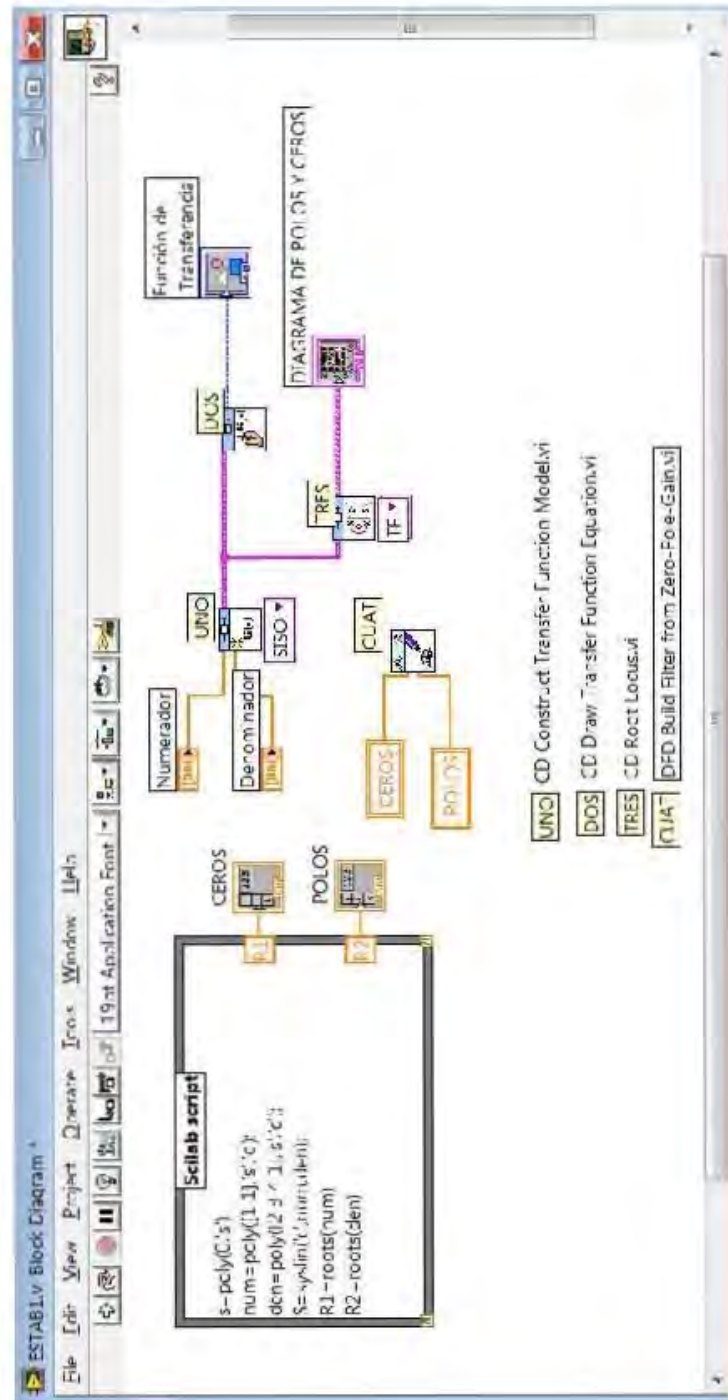 ESTAB1.v Block Diagram *
File Edit View Project Operate Tools Window Help
19pt Application Font
Scilab script
s=poly(0,'s')
num=poly([1 1],'s','c');
R1=roots(num)
R2=roots(den)
R1
R2
CEROS
POLOS
Numerador
Denominador
UNO
SISO
DOS
Función de
Transferencia
TRES
TF
DIAGRAMA DE POLOS Y CEROS
CUAT
CEROS
POLOS
UNO CD Construct Transfer Function Model.vi
DOS CD Draw Transfer Function Equation.vi
TRES CD Root Locus.vi
CUAT DFD Build Filter from Zero-Pole-Gain.vi